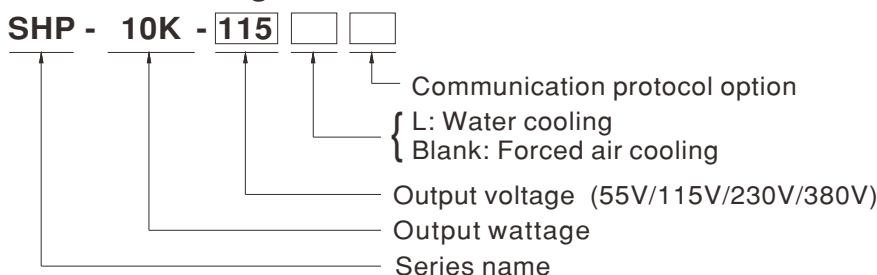 SHP - 10K - 115
Communication protocol option
L: Water cooling
Blank: Forced air cooling
Output voltage (55V/115V/230V/380V)
Output wattage
Series name